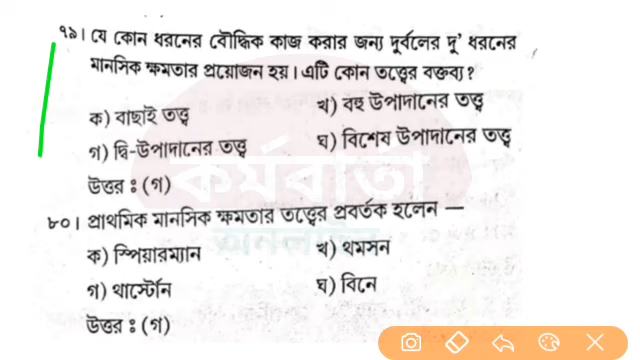 ৭৯। যে কোন ধরনের বৌদ্ধিক কাজ করার জন্য দুর্বলের দু' ধরনের
মানসিক ক্ষমতার প্রয়োজন হয়। এটি কোন তত্ত্বের বক্তব্য?
ক) বাছাই তত্ত্ব খ) বহু উপাদানের তত্ত্ব
গ) দ্বি-উপাদানের তত্ত্ব ঘ) বিশেষ উপাদানের তত্ত্ব
উত্তর ঃ (গ)
কর্মবার্তা
অনলাইন
৮০। প্রাথমিক মানসিক ক্ষমতার তত্ত্বের প্রবর্তক হলেন —
ক) স্পিয়ারম্যান খ) থমসন
গ) থার্স্টোন ঘ) বিনে
উত্তর ঃ (গ)